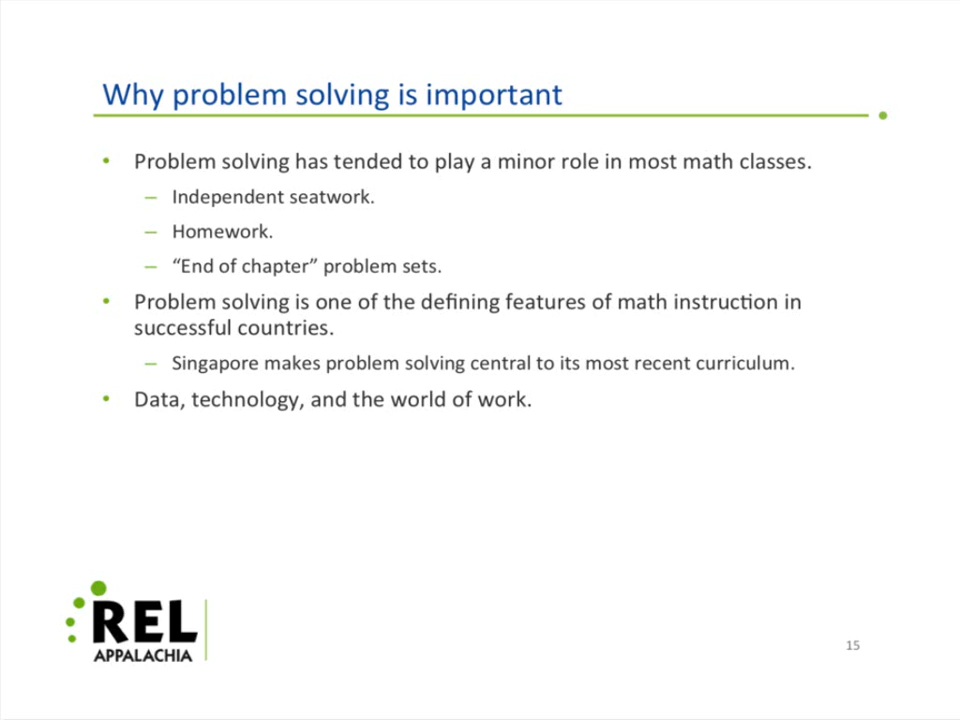 Why problem solving is important
• Problem solving has tended to play a minor role in most math classes.
– Independent seatwork.
– Homework.
– “End of chapter” problem sets.
• Problem solving is one of the defining features of math instruction in
successful countries.
– Singapore makes problem solving central to its most recent curriculum.
• Data, technology, and the world of work.
REL
APPALACHIA
15